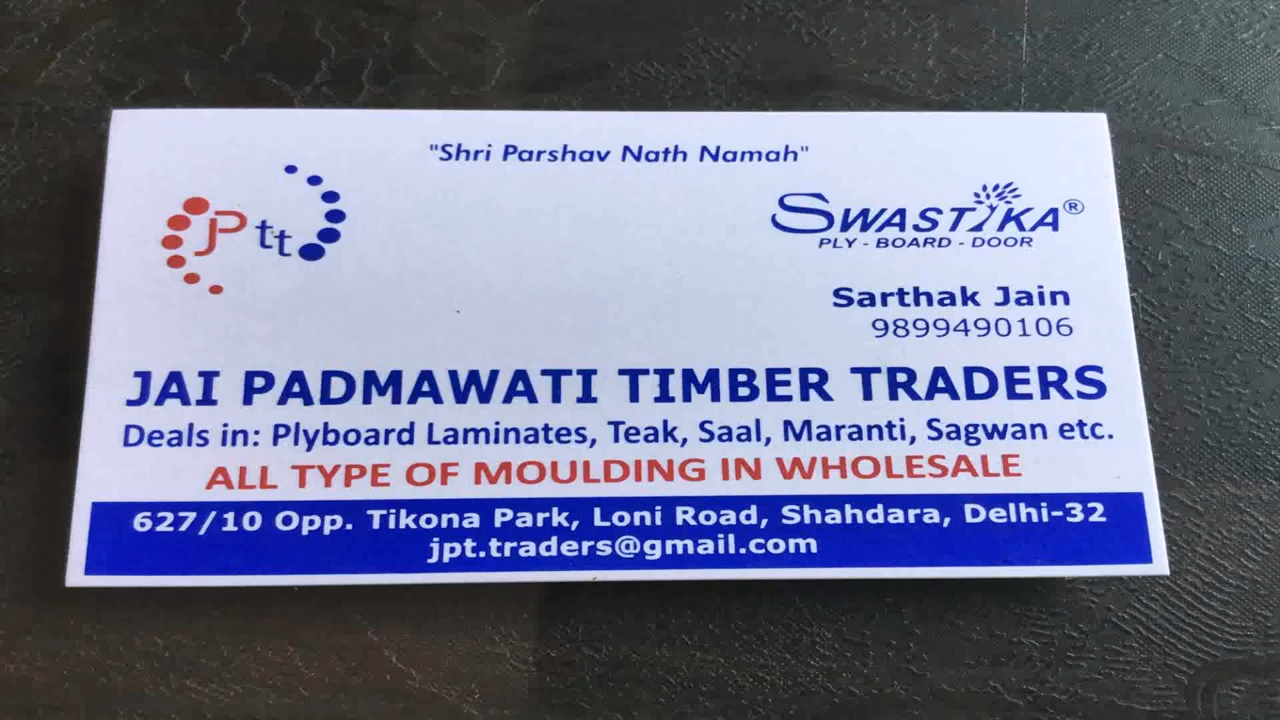 "Shri Parshav Nath Namah"
JP tt
SWASTIKA®
PLY - BOARD - DOOR
Sarthak Jain
9899490106
JAI PADMAWATI TIMBER TRADERS
Deals in: Plyboard Laminates, Teak, Saal, Maranti, Sagwan etc.
ALL TYPE OF MOULDING IN WHOLESALE
627/10 Opp. Tikona Park, Loni Road, Shahdara, Delhi-32
jpt.traders@gmail.com